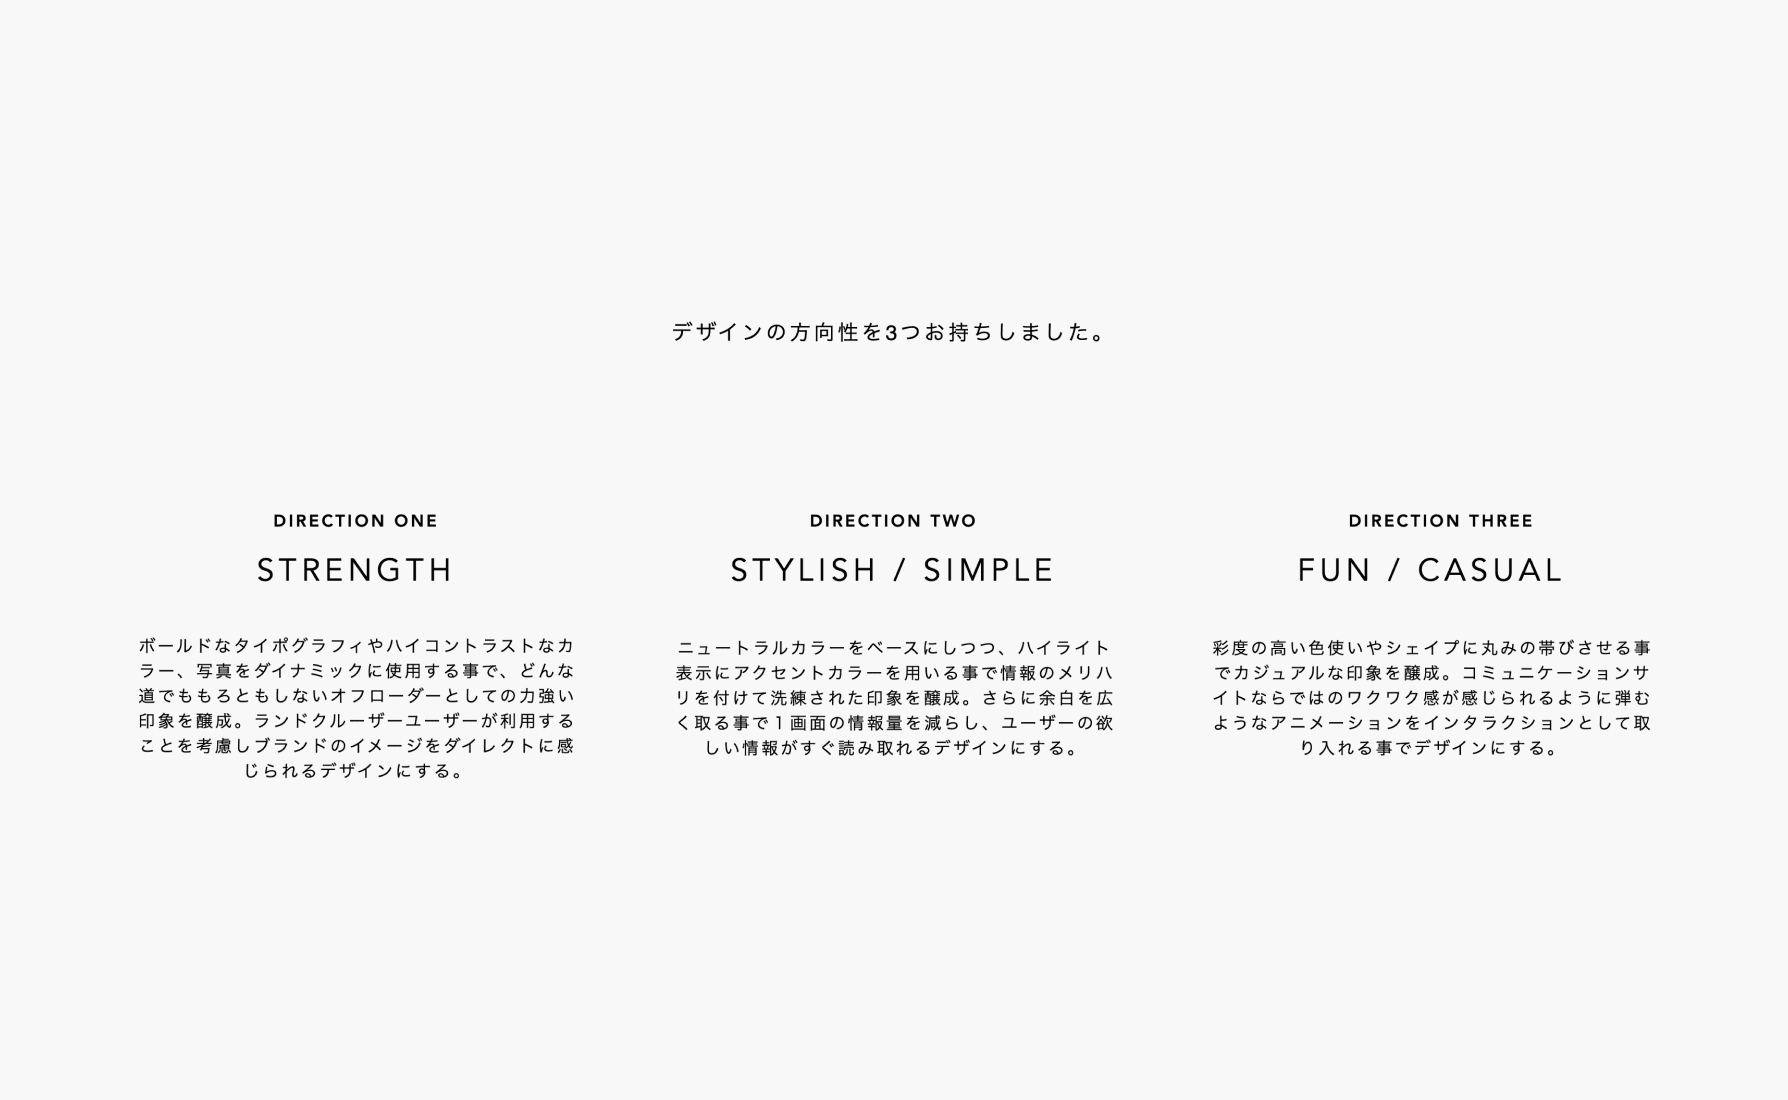 デザインの方向性を3つお持ちしました。
DIRECTION ONE
STRENGTH
ボールドなタイポグラフィやハイコントラストなカ
ラー、写真をダイナミックに使用する事で、どんな
道でももろともしないオフローダーとしての力強い
印象を醸成。ランドクルーザーユーザーが利用する
ことを考慮しブランドのイメージをダイレクトに感
じられるデザインにする。
DIRECTION TWO
STYLISH / SIMPLE
ニュートラルカラーをベースにしつつ、ハイライト
表示にアクセントカラーを用いる事で情報のメリハ
リを付けて洗練された印象を醸成。さらに余白を広
く取る事で1画面の情報量を減らし、ユーザーの欲
しい情報がすぐ読み取れるデザインにする。
DIRECTION THREE
FUN / CASUAL
彩度の高い色使いやシェイプに丸みの帯びさせる事
でカジュアルな印象を醸成。コミュニケーションサ
イトならではのワクワク感が感じられるように弾む
ようなアニメーションをインタラクションとして取
り入れる事でデザインにする。